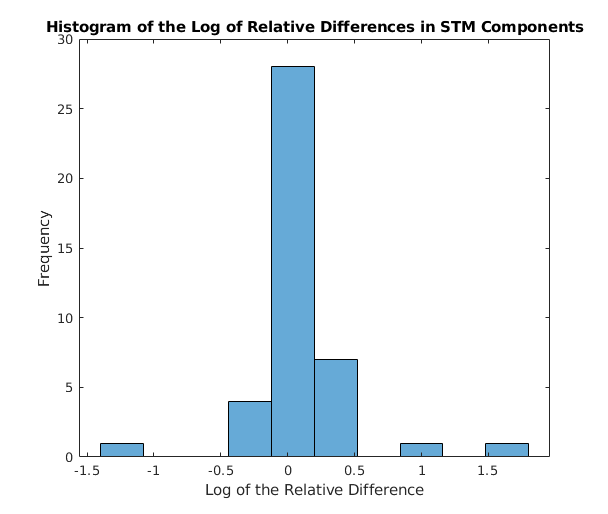 Histogram of the Log of Relative Differences in STM Components
30
25
20
15
10
5
0
Frequency
-1.5 -1 -0.5 0 0.5 1 1.5
Log of the Relative Difference